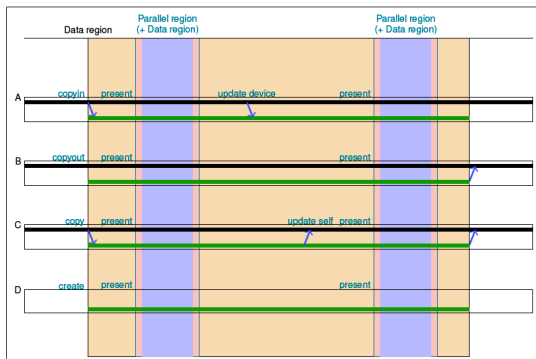 Parallel region Parallel region
Data region (+ Data region) (+ Data region)
A copyin present update device present
B copyout present present
C copy present update self present
D create present present